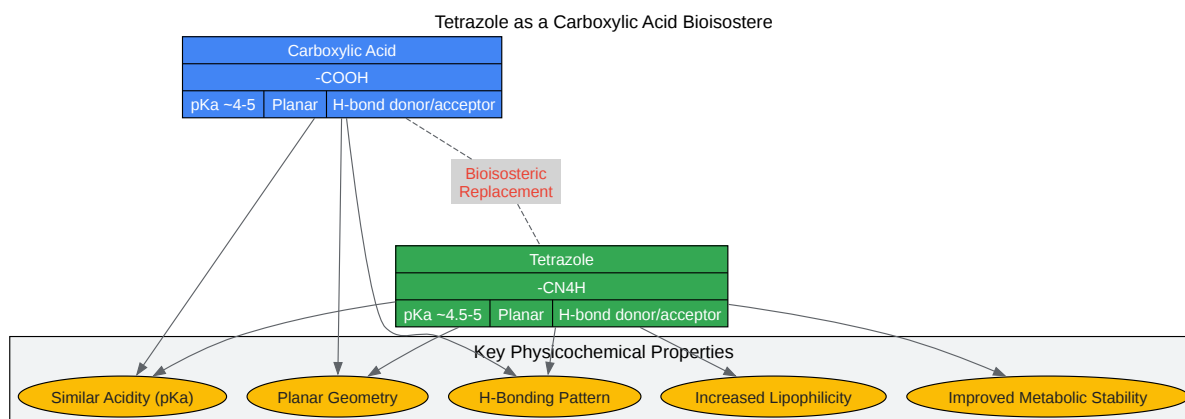 Tetrazole as a Carboxylic Acid Bioisostere
Carboxylic Acid
-COOH
pKa ~4-5 Planar H-bond donor/acceptor
Bioisosteric
Replacement
Tetrazole
-CN4H
pKa ~4.5-5 Planar H-bond donor/acceptor
Key Physicochemical Properties
Similar Acidity (pKa) Planar Geometry H-Bonding Pattern Increased Lipophilicity Improved Metabolic Stability